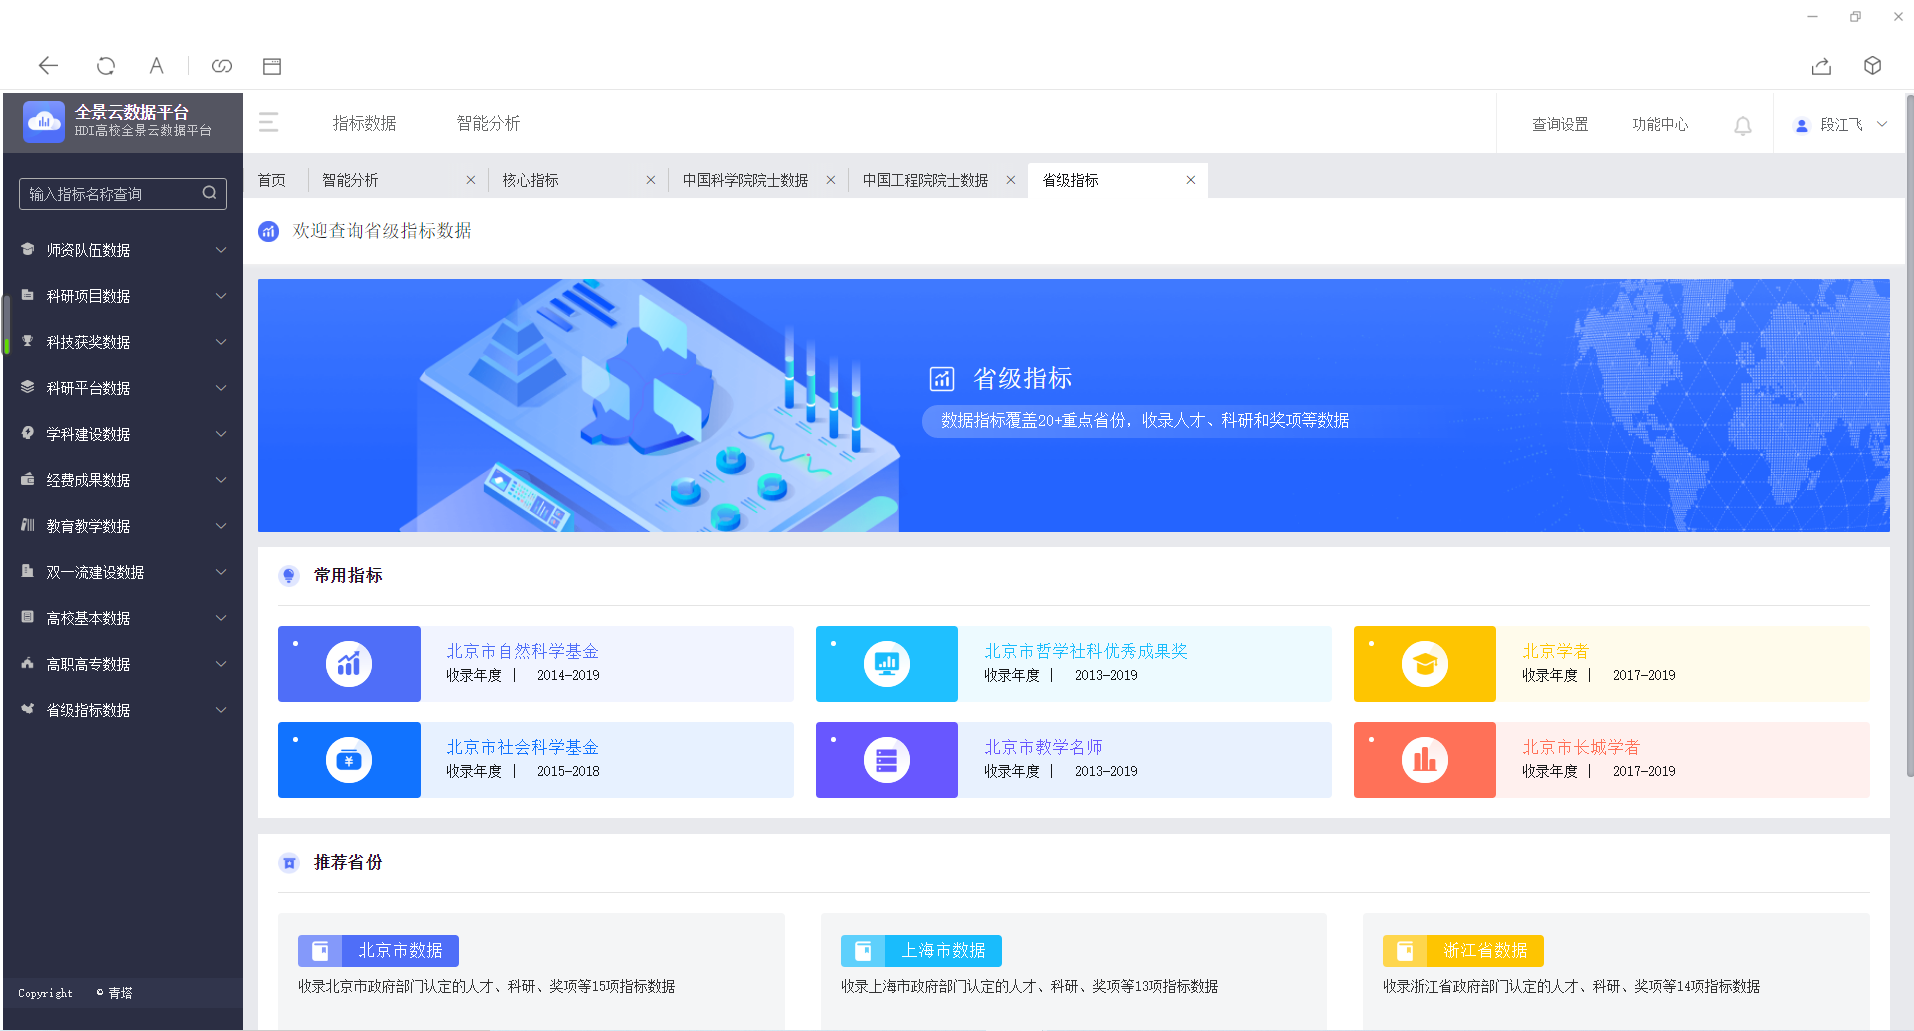 全景云数据平台
HDI高校全景云数据平台
指标数据
智能分析
查询设置
功能中心
段江飞
首页
智能分析
核心指标
中国科学院院士数据
中国工程院院士数据
省级指标
输入指标名称查询
师资队伍数据
科研项目数据
科技获奖数据
科研平台数据
学科建设数据
经费成果数据
教育教学数据
双一流建设数据
高校基本数据
高职高专数据
省级指标数据
Copyright © 青塔
欢迎查询省级指标数据
省级指标
数据指标覆盖20+重点省份，收录人才、科研和奖项等数据
常用指标
北京市自然科学基金
收录年度 | 2014-2019
北京市哲学社科优秀成果奖
收录年度 | 2013-2019
北京学者
收录年度 | 2017-2019
北京市社会科学基金
收录年度 | 2015-2018
北京市教学名师
收录年度 | 2013-2019
北京市长城学者
收录年度 | 2017-2019
推荐省份
北京市数据
收录北京市政府部门认定的人才、科研、奖项等15项指标数据
上海市数据
收录上海市政府部门认定的人才、科研、奖项等13项指标数据
浙江省数据
收录浙江省政府部门认定的人才、科研、奖项等14项指标数据